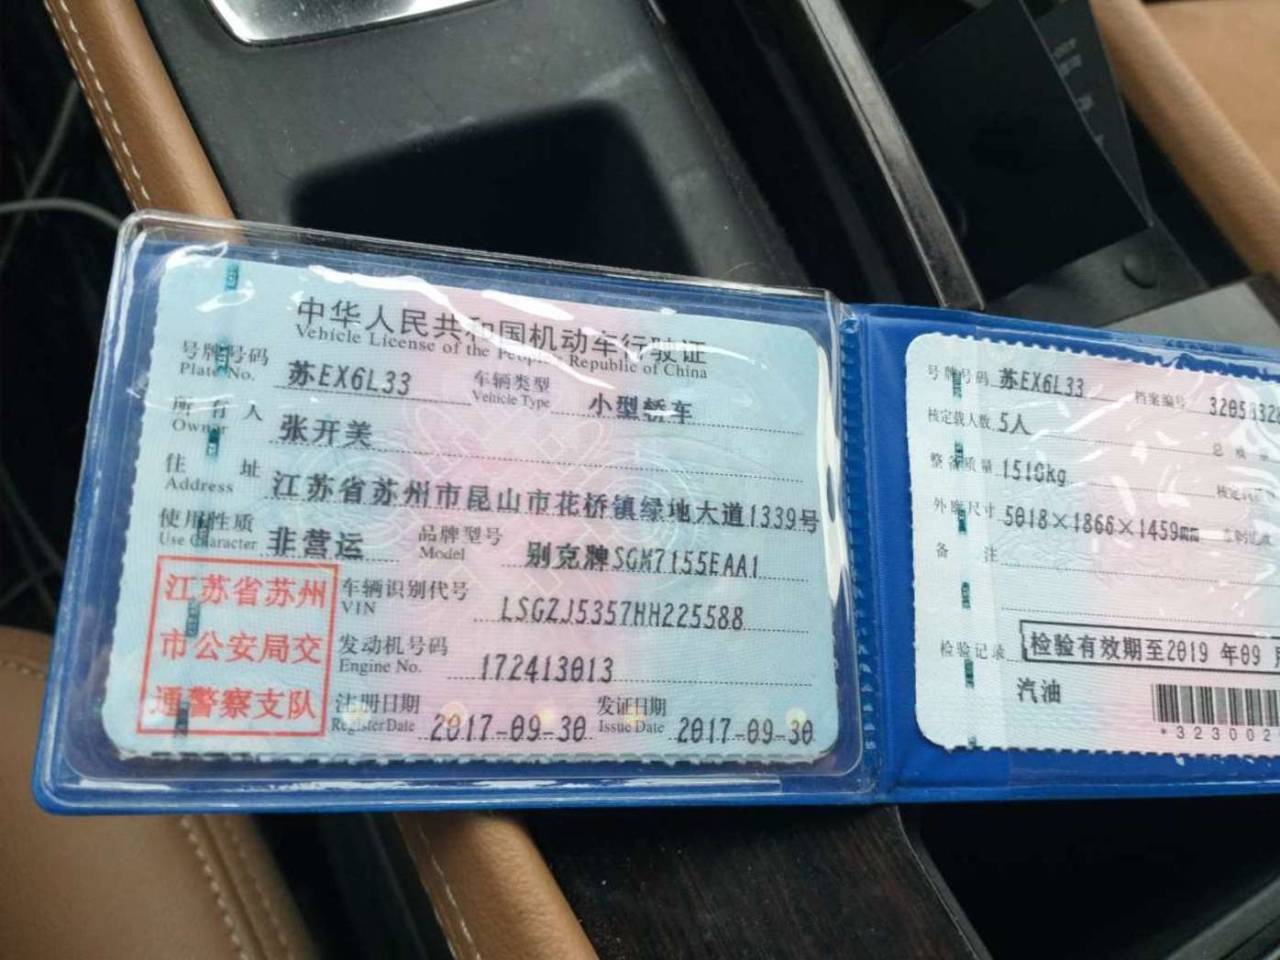 中华人民共和国机动车行驶证
Vehicle License of the People's Republic of China
号牌号码 苏EX6L33 车辆类型 小型轿车
Plate No. Vehicle Type
所有人 张开美
Owner
住址 江苏省苏州市昆山市花桥镇绿地大道1339号
Address
使用性质 非营运 品牌型号 别克牌SGM7155EAA1
Use Character Model
江苏省苏州
市公安局交
通警察支队
车辆识别代号 LSGZJ5357HH225588
VIN
发动机号码 172413013
Engine No.
注册日期 2017-09-30 发证日期 2017-09-30
Register Date Issue Date
号牌号码 苏EX6L33 档案编号
核定载人数 5人
整备质量 1510Kg
外廓尺寸 5018×1866×1459mm
备注
检验记录 检验有效期至2019年09
汽油
*323002